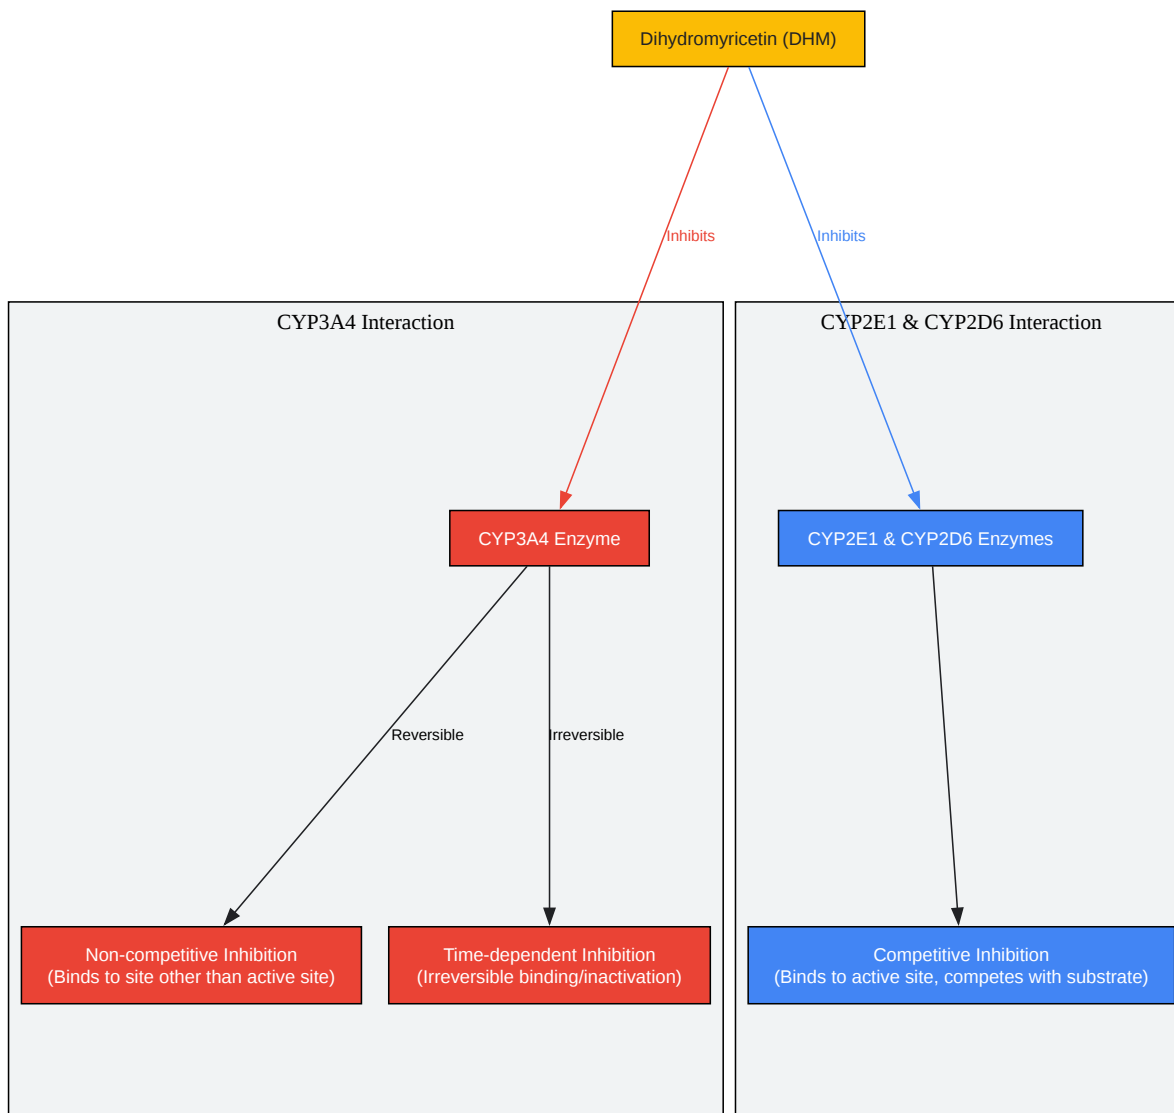 Dihydromyricetin (DHM)
Inhibits
Inhibits
CYP3A4 Interaction
CYP2E1 & CYP2D6 Interaction
CYP3A4 Enzyme
CYP2E1 & CYP2D6 Enzymes
Reversible
Irreversible
Non-competitive Inhibition
(Binds to site other than active site)
Time-dependent Inhibition
(Irreversible binding/inactivation)
Competitive Inhibition
(Binds to active site, competes with substrate)